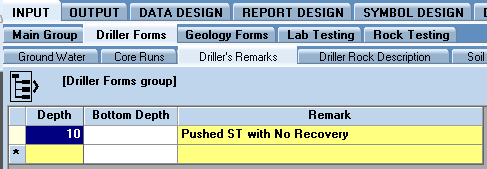 INPUT OUTPUT DATA DESIGN REPORT DESIGN SYMBOL DESIGN
Main Group Driller Forms Geology Forms Lab Testing Rock Testing
Ground Water Core Runs Driller's Remarks Driller Rock Description Soil
[Driller Forms group]
Depth Bottom Depth Remark
10 Pushed ST with No Recovery
*